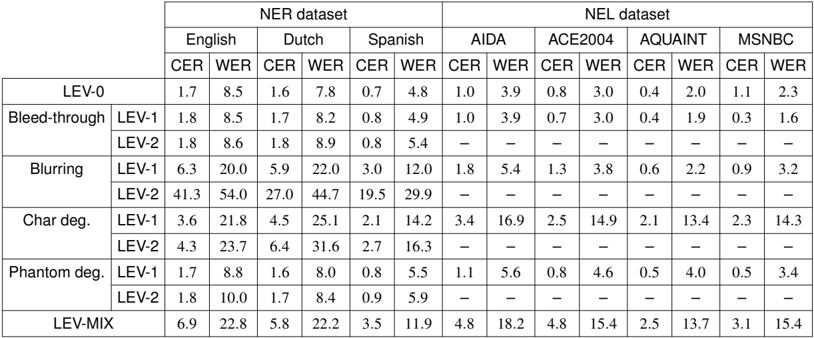 NER dataset NEL dataset
English Dutch Spanish AIDA ACE2004 AQUAINT MSNBC
CER WER CER WER CER WER CER WER CER WER CER WER CER WER
LEV-0 1.7 8.5 1.6 7.8 0.7 4.8 1.0 3.9 0.8 3.0 0.4 2.0 1.1 2.3
Bleed-through LEV-1 1.8 8.5 1.7 8.2 0.8 4.9 1.0 3.9 0.7 3.0 0.4 1.9 0.3 1.6
LEV-2 1.8 8.6 1.8 8.9 0.8 5.4 – – – – – – – –
Blurring LEV-1 6.3 20.0 5.9 22.0 3.0 12.0 1.8 5.4 1.3 3.8 0.6 2.2 0.9 3.2
LEV-2 41.3 54.0 27.0 44.7 19.5 29.9 – – – – – – – –
Char deg. LEV-1 3.6 21.8 4.5 25.1 2.1 14.2 3.4 16.9 2.5 14.9 2.1 13.4 2.3 14.3
LEV-2 4.3 23.7 6.4 31.6 2.7 16.3 – – – – – – – –
Phantom deg. LEV-1 1.7 8.8 1.6 8.0 0.8 5.5 1.1 5.6 0.8 4.6 0.5 4.0 0.5 3.4
LEV-2 1.8 10.0 1.7 8.4 0.9 5.9 – – – – – – – –
LEV-MIX 6.9 22.8 5.8 22.2 3.5 11.9 4.8 18.2 4.8 15.4 2.5 13.7 3.1 15.4